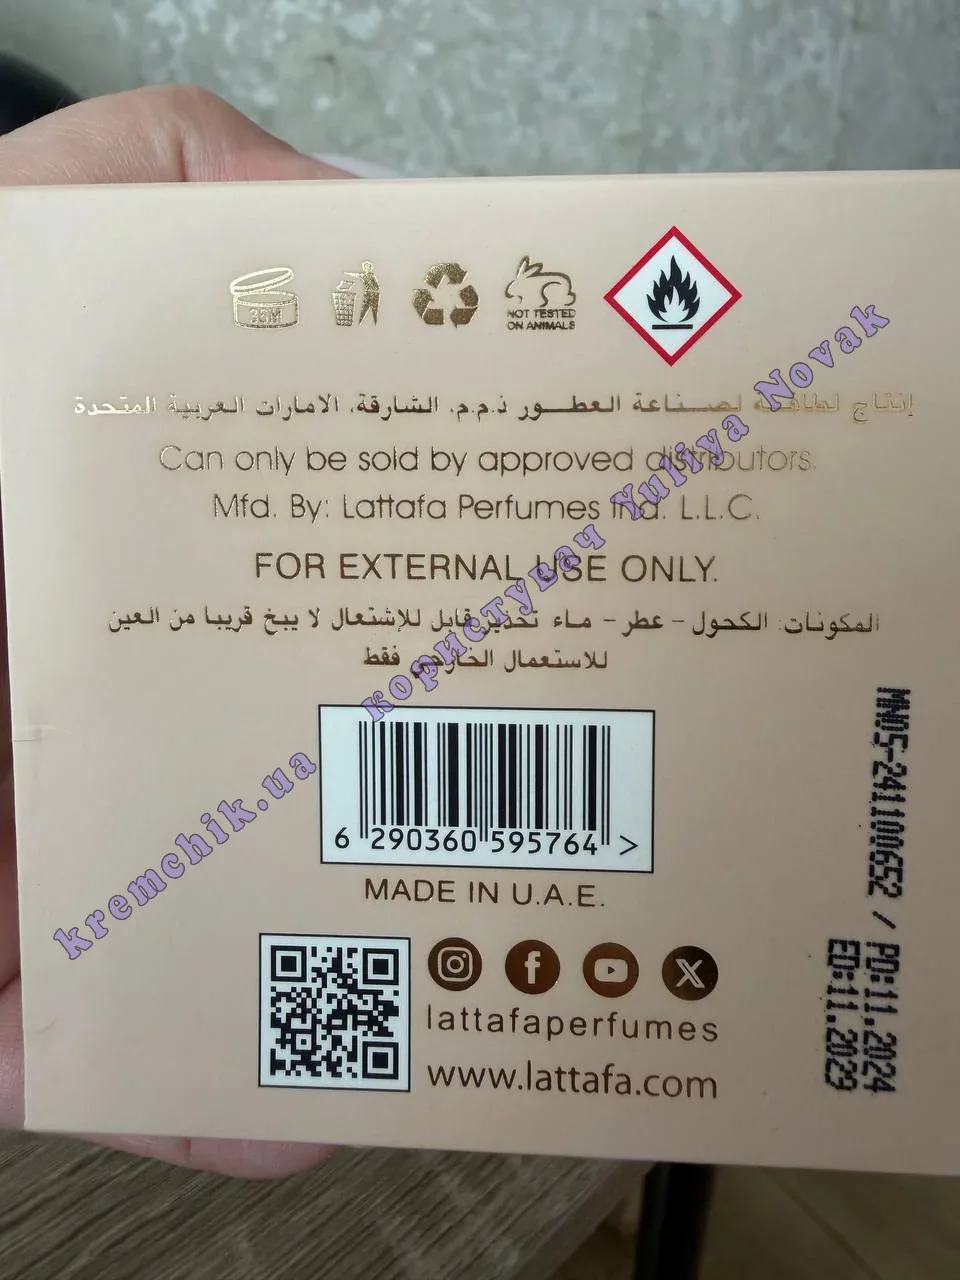 36M
NOT TESTED
ON ANIMALS
إنتاج لطافة لصناعة العطور ذ.م.م. الشارقة، الامارات العربية المتحدة
Can only be sold by approved distributors.
Mfd. By: Lattafa Perfumes Ind. L.L.C.
FOR EXTERNAL USE ONLY.
المكونات: الكحول - عطر - ماء تحذير قابل للإشتعال لا يبخ قريبا من العين
للاستعمال الخارجي فقط
6 290360 595764 >
MADE IN U.A.E.
lattafaperfumes
www.lattafa.com
MN05-241100652 / PD:11.2024
ED:11.2029
kremchik.ua користувач Yuliya Novak